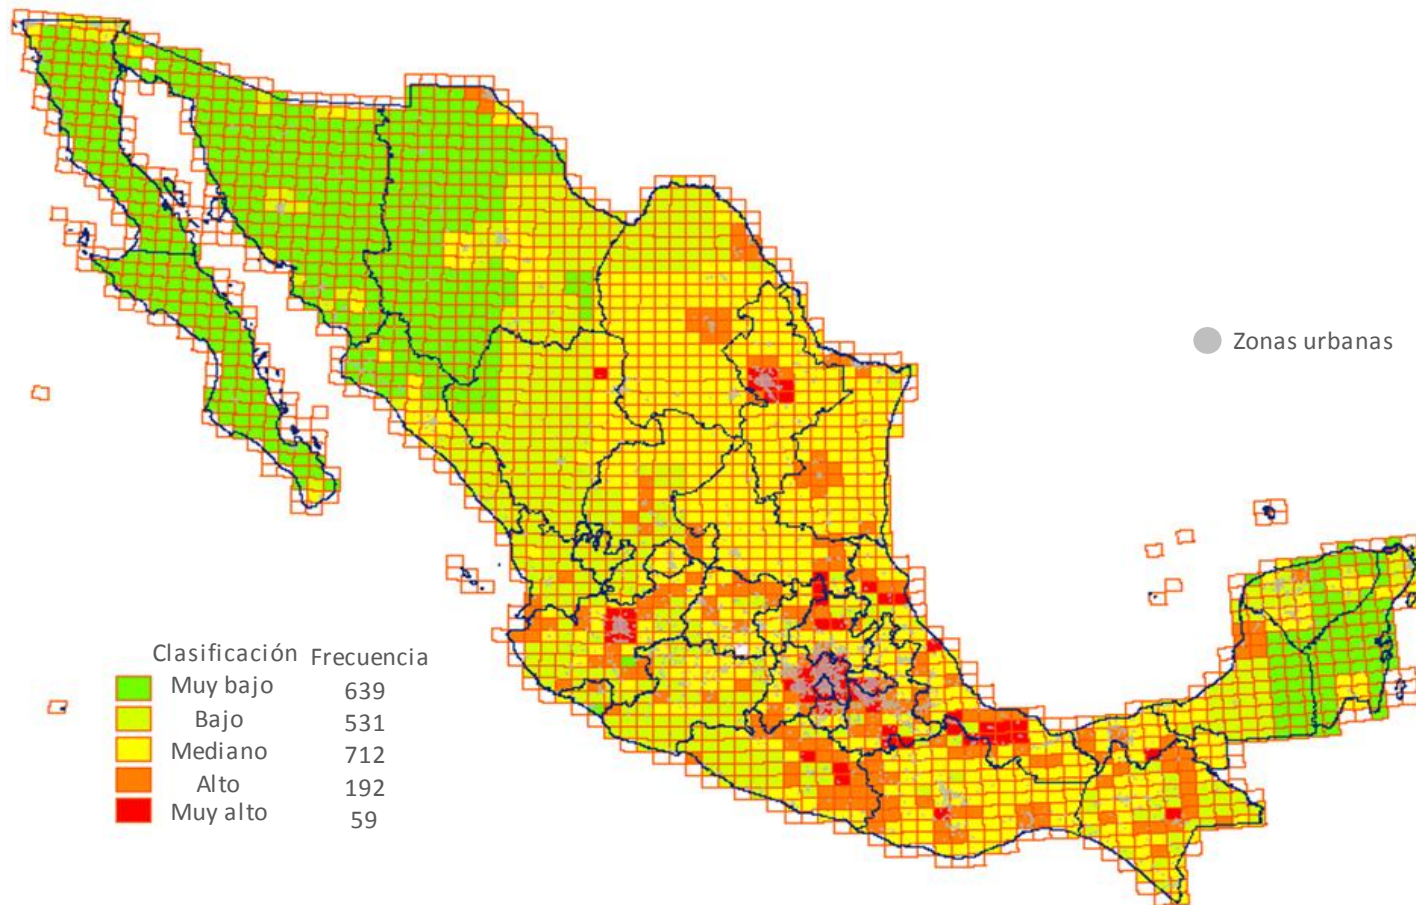 Zonas urbanas
Clasificación Frecuencia
Muy bajo 639
Bajo 531
Mediano 712
Alto 192
Muy alto 59